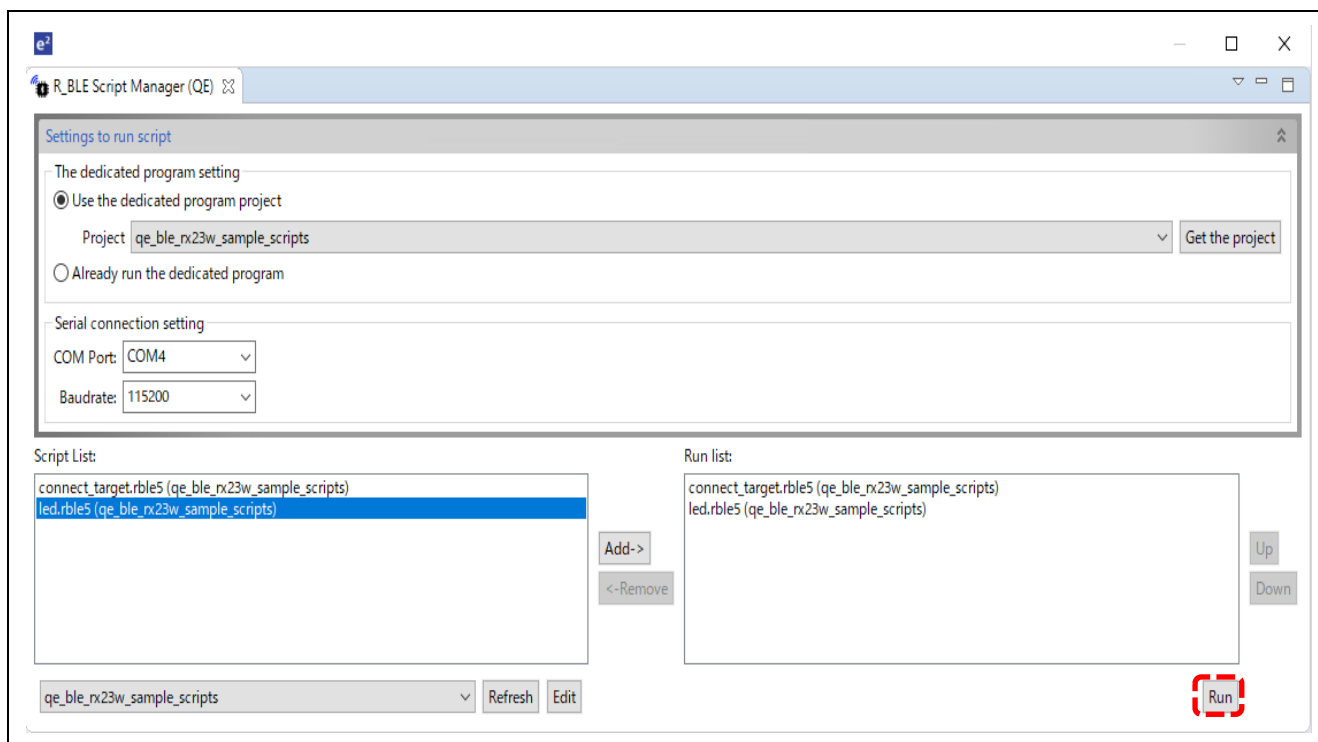 e²
R_BLE Script Manager (QE)
Settings to run script
The dedicated program setting
Use the dedicated program project
Project qe_ble_rx23w_sample_scripts Get the project
Already run the dedicated program
Serial connection setting
COM Port: COM4
Baudrate: 115200
Script List: Run list:
connect_target.rble5 (qe_ble_rx23w_sample_scripts) connect_target.rble5 (qe_ble_rx23w_sample_scripts)
led.rble5 (qe_ble_rx23w_sample_scripts) led.rble5 (qe_ble_rx23w_sample_scripts)
Add-> Up
<-Remove Down
qe_ble_rx23w_sample_scripts Refresh Edit Run